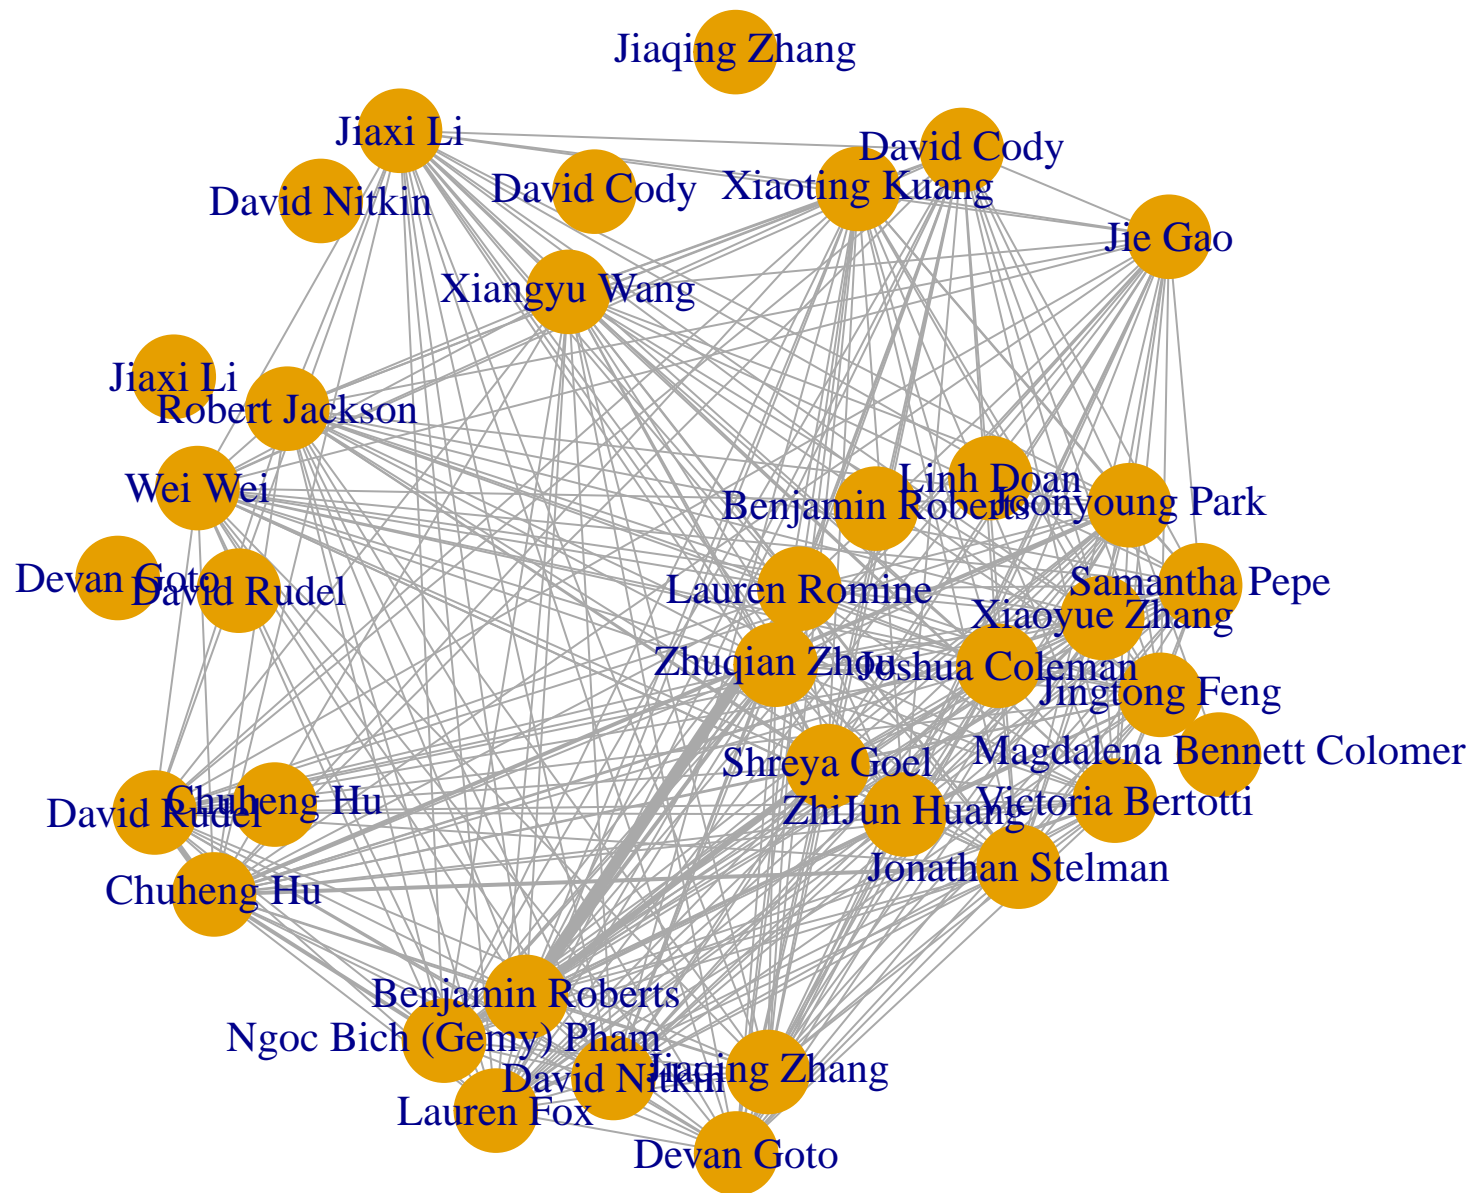 Jiaqing Zhang
Jiaxi Li
David Cody
David Nitkin
David Cody
Xiaoting Kuang
Jie Gao
Xiangyu Wang
Jiaxi Li
Robert Jackson
Wei Wei
Linh Doan
Benjamin Roberts
Joonyoung Park
Devan Goto
David Rudel
Lauren Romine
Samantha Pepe
Xiaoyue Zhang
Zhuqian Zhou
Joshua Coleman
Jingtong Feng
Shreya Goel
Magdalena Bennett Colomer
David Rudel
Chuheng Hu
ZhiJun Huang
Victoria Bertotti
Chuheng Hu
Jonathan Stelman
Benjamin Roberts
Ngoc Bich (Gemy) Pham
David Nitkin
Jiaqing Zhang
Lauren Fox
Devan Goto